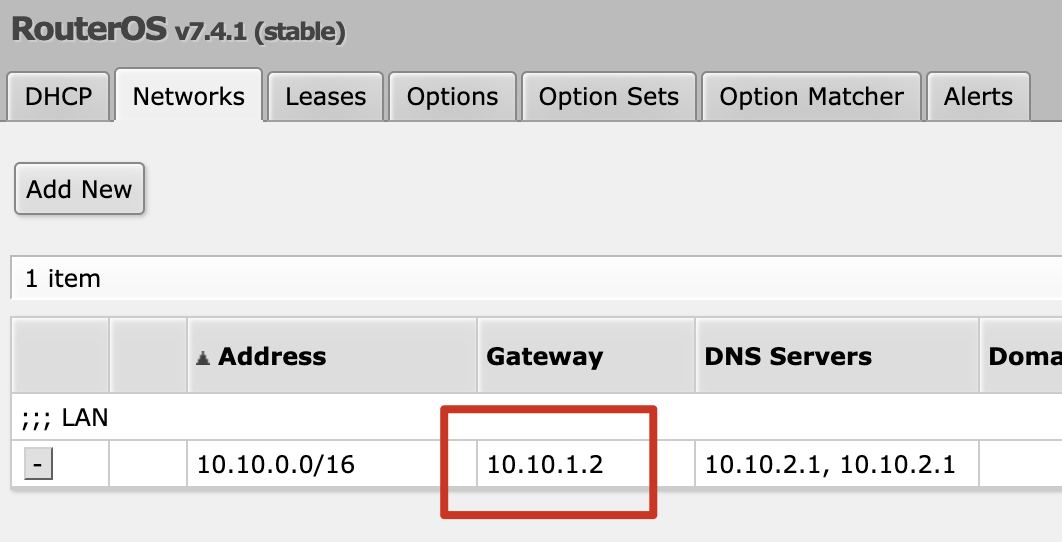 RouterOS v7.4.1 (stable)
DHCP Networks Leases Options Option Sets Option Matcher Alerts
Add New
1 item
Address Gateway DNS Servers Doma
;;; LAN
- 10.10.0.0/16 10.10.1.2 10.10.2.1, 10.10.2.1